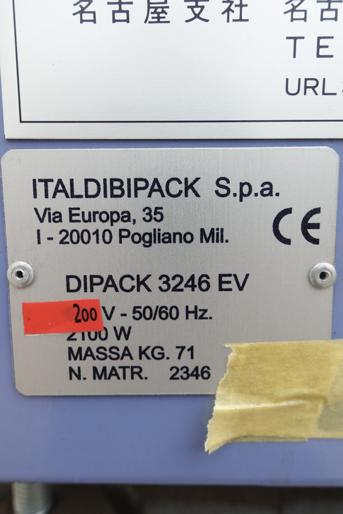 名古屋支社 名古
TE
URL
ITALDIBIPACK S.p.a.
Via Europa, 35
I - 20010 Pogliano Mil.
CE
DIPACK 3246 EV
200 V - 50/60 Hz.
2100 W
MASSA KG. 71
N. MATR. 2346